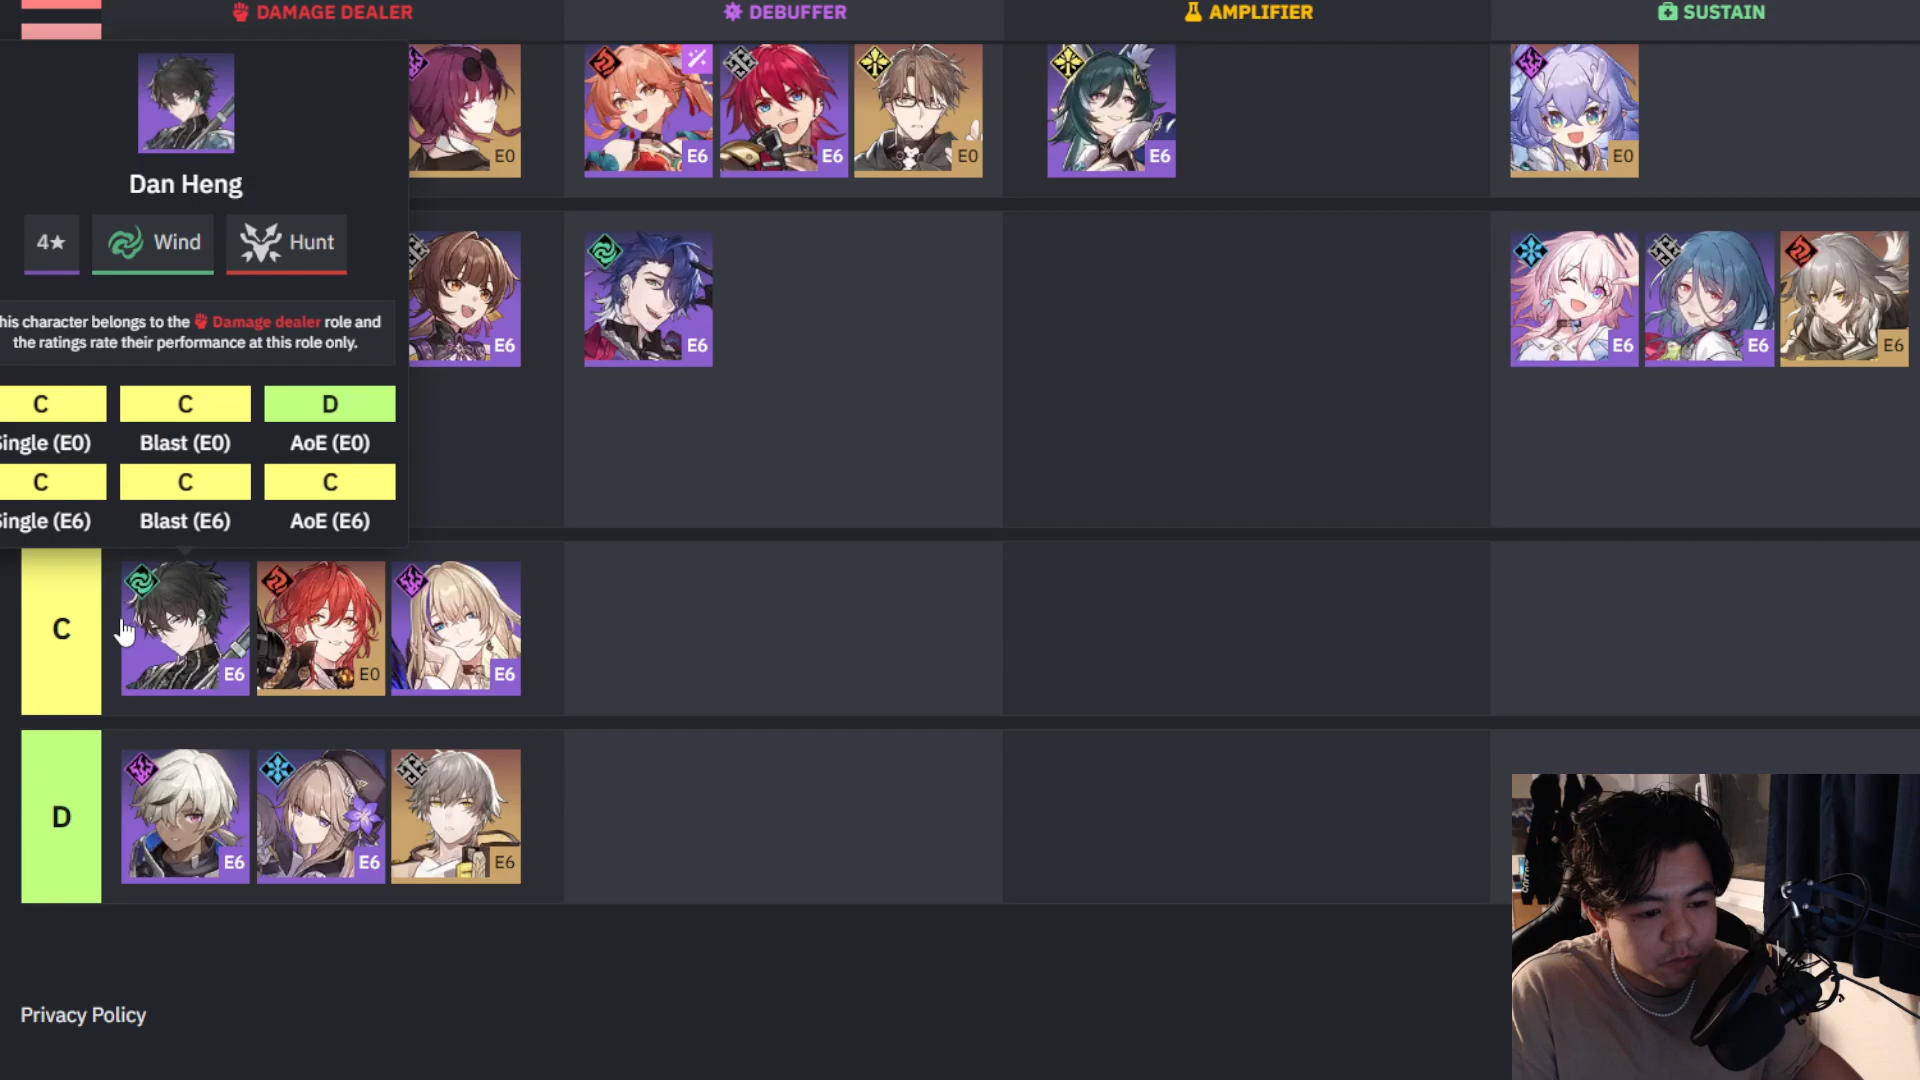 DAMAGE DEALER
DEBUFFER
AMPLIFIER
SUSTAIN
E0
E6
E6
E0
E6
E0
Dan Heng
4★
Wind
Hunt
his character belongs to the Damage dealer role and
the ratings rate their performance at this role only.
E6
E6
E6
E6
E6
C
C
D
Single (E0)
Blast (E0)
AoE (E0)
C
C
C
Single (E6)
Blast (E6)
AoE (E6)
C
E6
E0
E6
D
E6
E6
E6
Privacy Policy